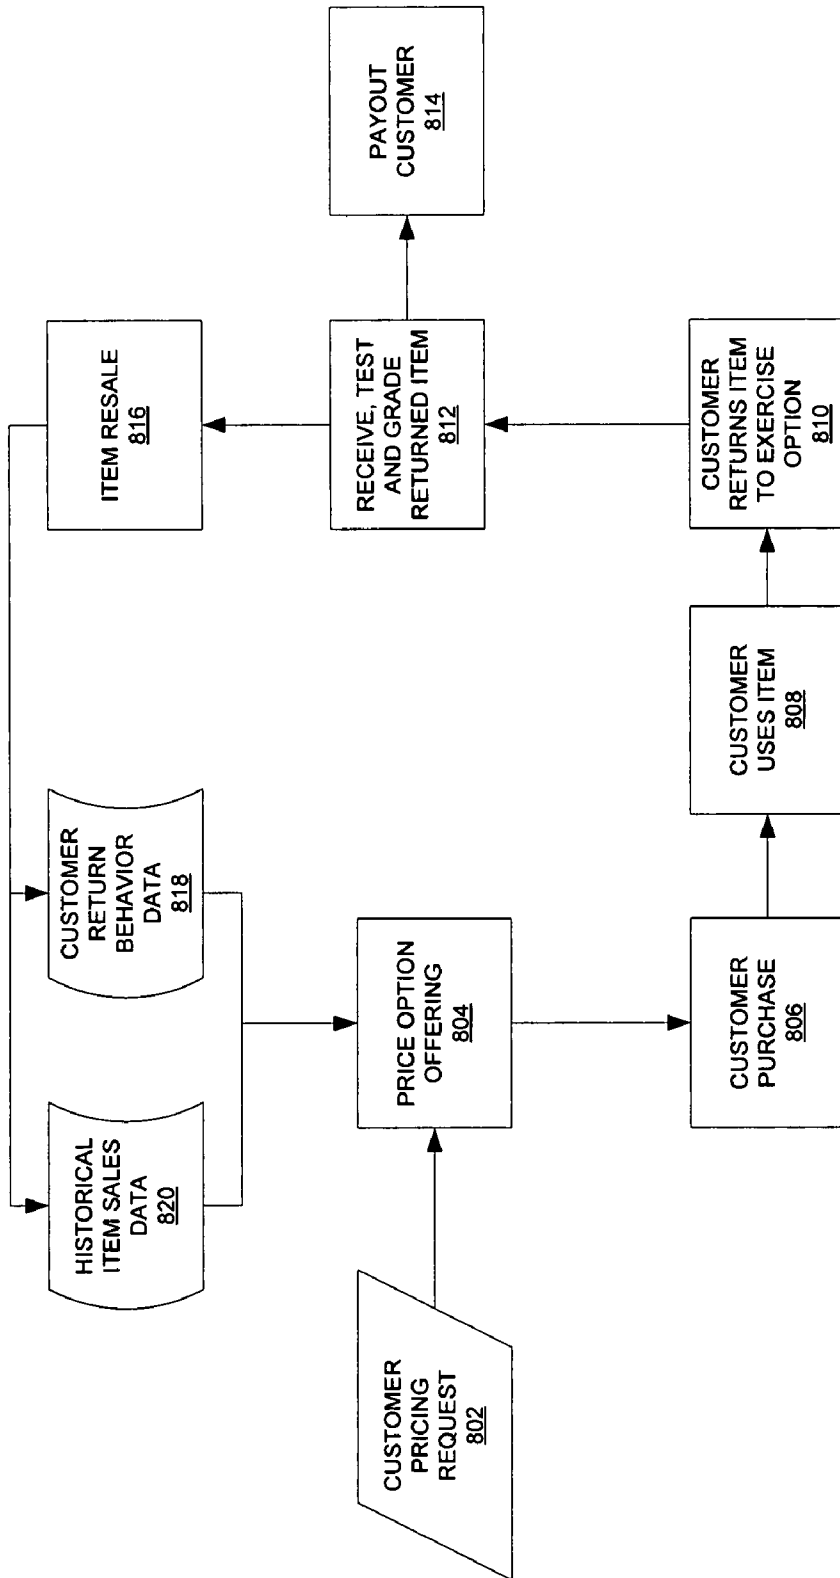 HISTORICAL
ITEM SALES
DATA
820
CUSTOMER
RETURN
BEHAVIOR
DATA
818
ITEM RESALE
816
CUSTOMER
PRICING
REQUEST
802
PRICE OPTION
OFFERING
804
RECEIVE, TEST
AND GRADE
RETURNED ITEM
812
PAYOUT
CUSTOMER
814
CUSTOMER
PURCHASE
806
CUSTOMER
USES ITEM
808
CUSTOMER
RETURNS ITEM
TO EXERCISE
OPTION
810